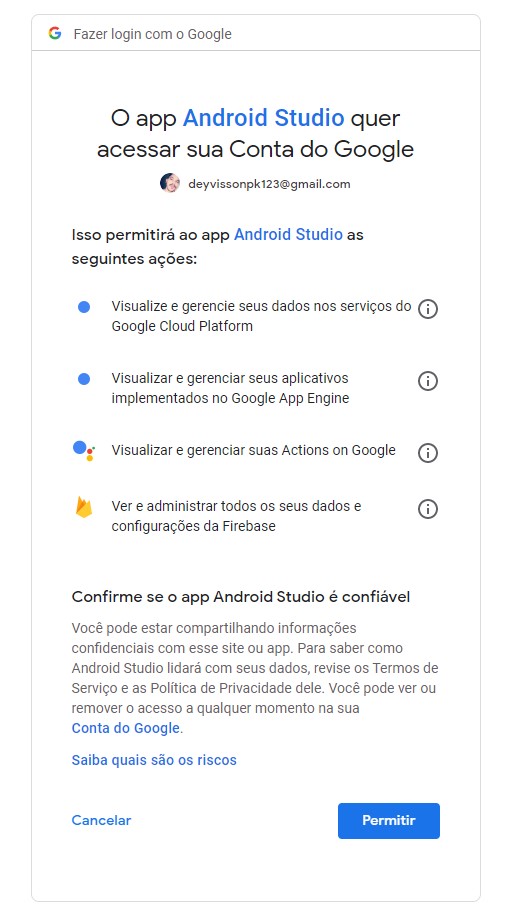 Fazer login com o Google
O app Android Studio quer
acessar sua Conta do Google
deyvissonpk123@gmail.com
Isso permitirá ao app Android Studio as
seguintes ações:
Visualize e gerencie seus dados nos serviços do
Google Cloud Platform
Visualizar e gerenciar seus aplicativos
implementados no Google App Engine
Visualizar e gerenciar suas Actions on Google
Ver e administrar todos os seus dados e
configurações da Firebase
Confirme se o app Android Studio é confiável
Você pode estar compartilhando informações
confidenciais com esse site ou app. Para saber como
Android Studio lidará com seus dados, revise os Termos de
Serviço e as Política de Privacidade dele. Você pode ver ou
remover o acesso a qualquer momento na sua
Conta do Google.
Saiba quais são os riscos
Cancelar
Permitir